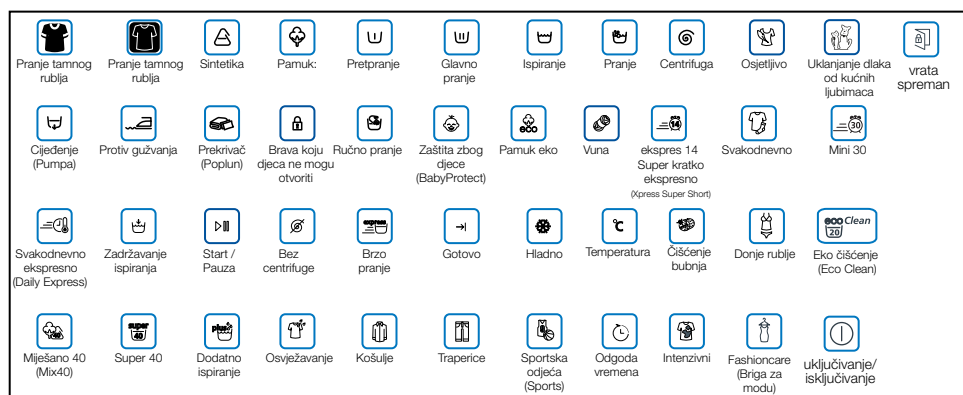 Pranje tamnog rublja
Pranje tamnog rublja
Sintetika
Pamuk:
Pretpranje
Glavno pranje
Ispiranje
Pranje
Centrifuga
Osjetljivo
Uklanjanje dlaka od kućnih ljubimaca
vrata spreman
eco
14
30
Cijeđenje (Pumpa)
Protiv gužvanja
Prekrivač (Poplun)
Brava koju djeca ne mogu otvoriti
Ručno pranje
Zaštita zbog djece (BabyProtect)
Pamuk eko
Vuna
ekspres 14 Super kratko ekspresno (Xpress Super Short)
Svakodnevno
Mini 30
express
°C
eco Clean
20
Svakodnevno ekspresno (Daily Express)
Zadržavanje ispiranja
Start / Pauza
Bez centrifuge
Brzo pranje
Gotovo
Hladno
Temperatura
Čišćenje bubnja
Donje rublje
Eko čišćenje (Eco Clean)
40
super
40
plus
Miješano 40 (Mix40)
Super 40
Dodatno ispiranje
Osvježavanje
Košulje
Traperice
Sportska odjeća (Sports)
Odgoda vremena
Intenzivni
Fashioncare (Briga za modu)
uključivanje/ isključivanje